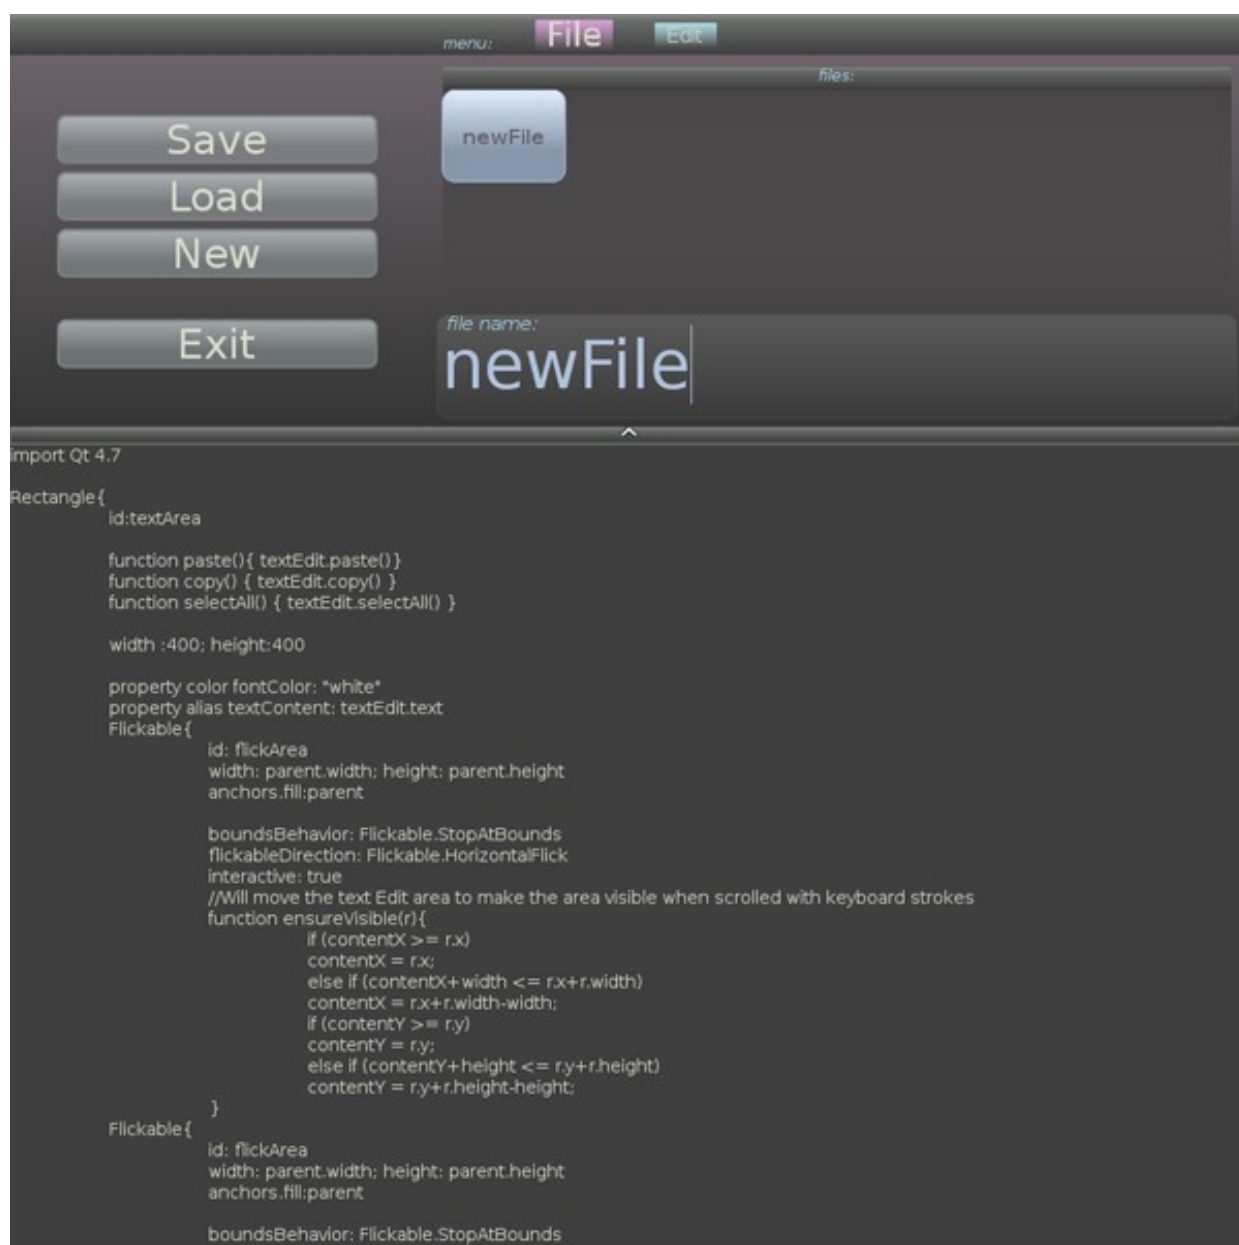 menu: File Edit
files:
newFile
Save
Load
New
Exit
file name:
newFile
import Qt 4.7
Rectangle{
id:textArea
function paste(){ textEdit.paste()}
function copy() { textEdit.copy() }
function selectAll() { textEdit.selectAll() }
width :400; height:400
property color fontColor: "white"
property alias textContent: textEdit.text
Flickable{
id: flickArea
width: parent.width; height: parent.height
anchors.fill:parent
boundsBehavior: Flickable.StopAtBounds
flickableDirection: Flickable.HorizontalFlick
interactive: true
//Will move the text Edit area to make the area visible when scrolled with keyboard strokes
function ensureVisible(r){
if (contentX >= r.x)
contentX = r.x;
else if (contentX+width <= r.x+r.width)
contentX = r.x+r.width-width;
if (contentY >= r.y)
contentY = r.y;
else if (contentY+height <= r.y+r.height)
contentY = r.y+r.height-height;
}
Flickable{
id: flickArea
width: parent.width; height: parent.height
anchors.fill:parent
boundsBehavior: Flickable.StopAtBounds